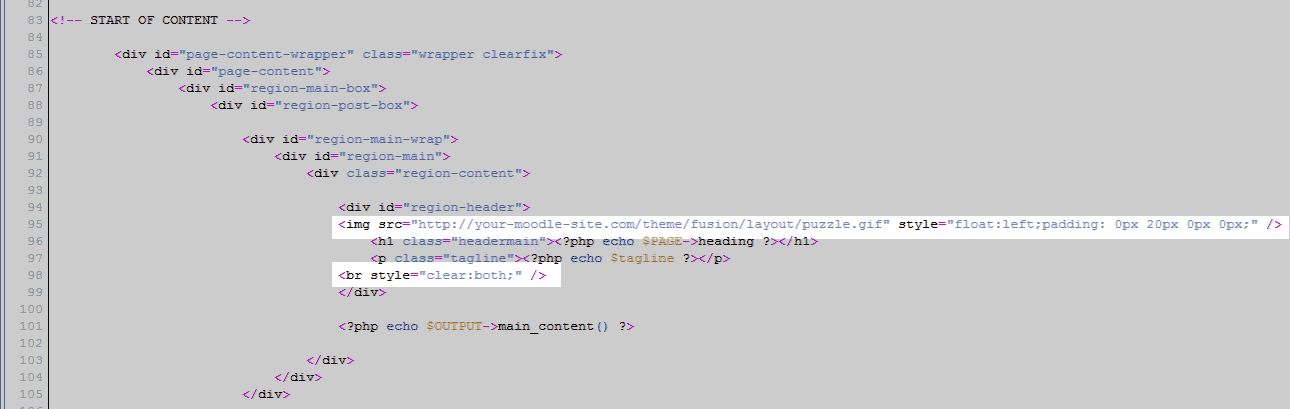 82
83 <!-- START OF CONTENT -->
84
85 <div id="page-content-wrapper" class="wrapper clearfix">
86 <div id="page-content">
87 <div id="region-main-box">
88 <div id="region-post-box">
89
90 <div id="region-main-wrap">
91 <div id="region-main">
92 <div class="region-content">
93
94 <div id="region-header">
95 <img src="http://your-moodle-site.com/theme/fusion/layout/puzzle.gif" style="float:left;padding: 0px 20px 0px 0px;" />
96 <h1 class="headermain"><?php echo $PAGE->heading ?></h1>
97 <p class="tagline"><?php echo $tagline ?></p>
98 <br style="clear:both;" />
99 </div>
100
101 <?php echo $OUTPUT->main_content() ?>
102
103 </div>
104 </div>
105 </div>